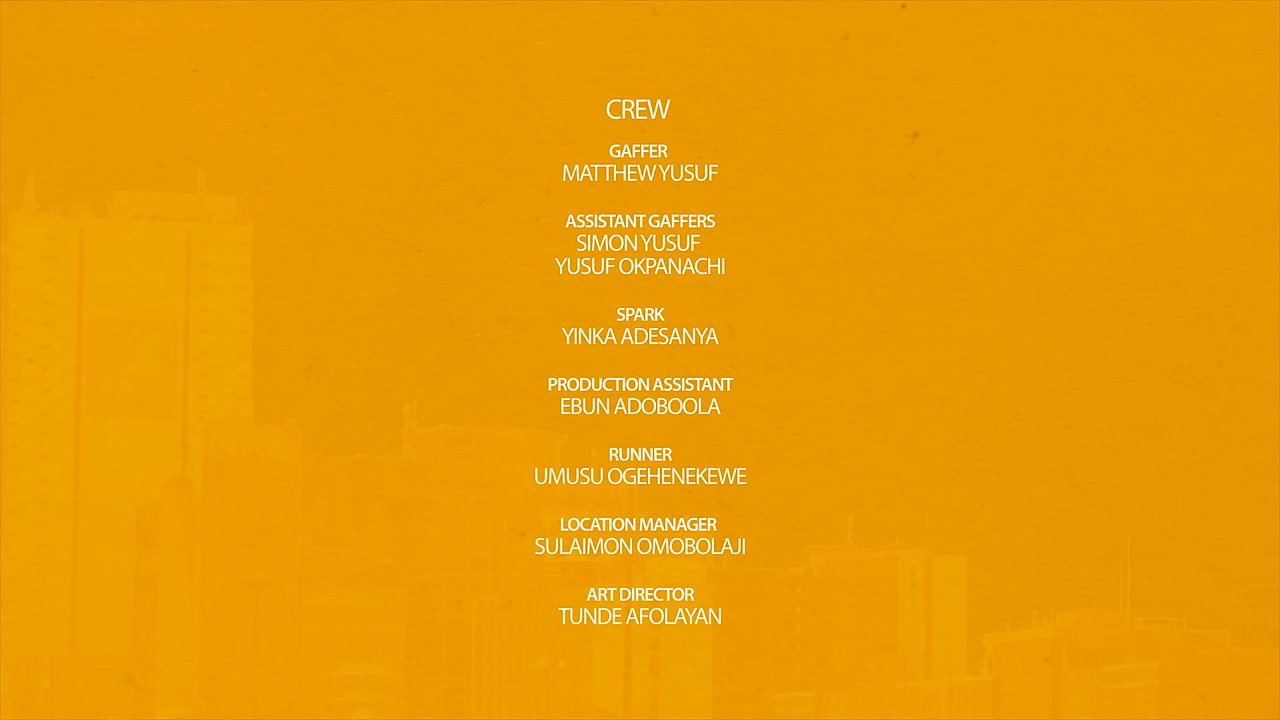 CREW
GAFFER
MATTHEW YUSUF
ASSISTANT GAFFERS
SIMON YUSUF
YUSUF OKPANACHI
SPARK
YINKA ADESANYA
PRODUCTION ASSISTANT
EBUN ADOBOOLA
RUNNER
UMUSU OGEHENEKEWE
LOCATION MANAGER
SULAIMON OMOBOLAJI
ART DIRECTOR
TUNDE AFOLAYAN